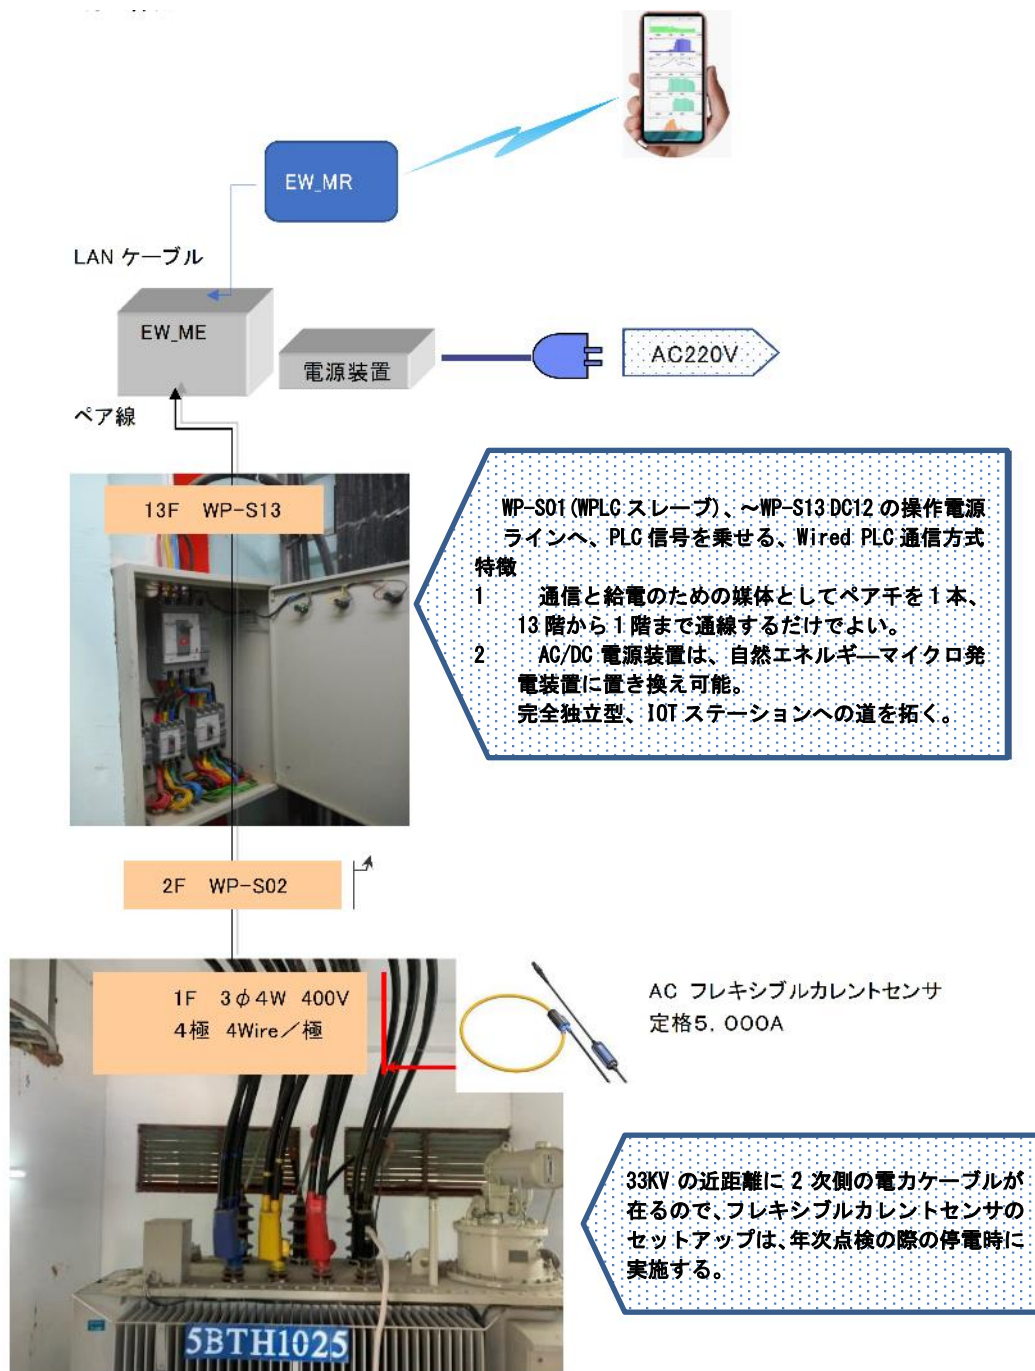 EW_MR
LAN ケーブル
EW_ME
電源装置
AC220V
ペア線
13F WP-S13
WP-S01(WPLC スレーブ)、～WP-S13 DC12 の操作電源
ラインへ、PLC 信号を乗せる、Wired PLC 通信方式
特徴
1 通信と給電のための媒体としてペア千を 1 本、
13 階から 1 階まで通線するだけでよい。
2 AC/DC 電源装置は、自然エネルギ―マイクロ発
電装置に置き換え可能。
完全独立型、IOT ステーションへの道を拓く。
2F WP-S02
1F 3φ4W 400V
4極 4Wire／極
AC フレキシブルカレントセンサ
定格5, 000A
33KV の近距離に 2 次側の電力ケーブルが
在るので、フレキシブルカレントセンサの
セットアップは、年次点検の際の停電時に
実施する。
5BTH1025